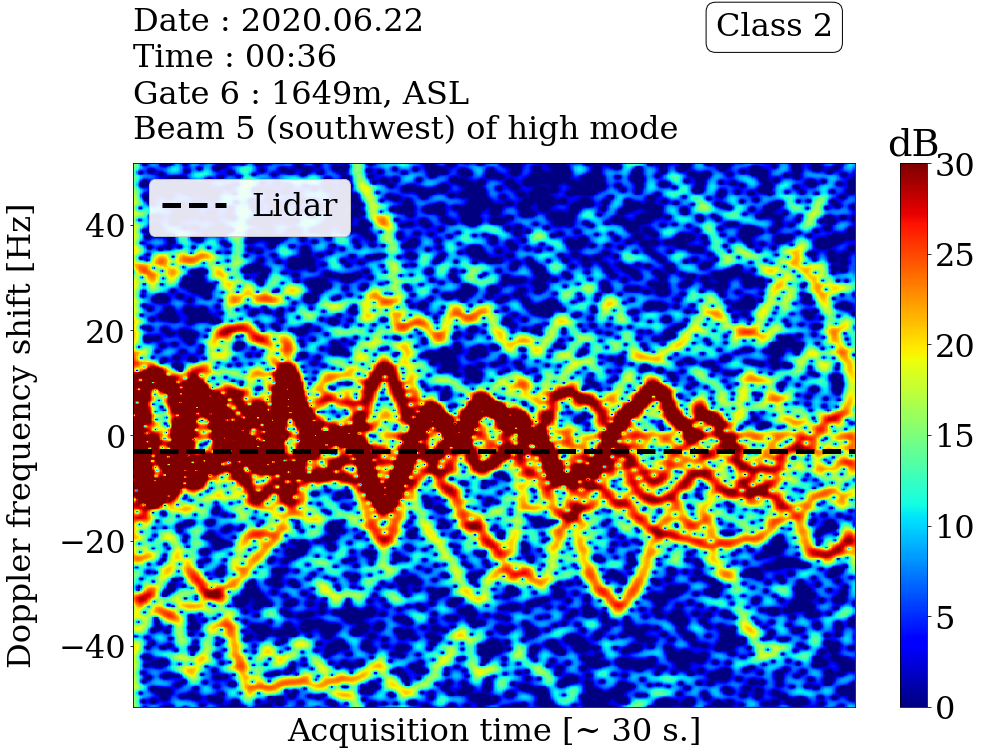 Date : 2020.06.22
Time : 00:36
Gate 6 : 1649m, ASL
Beam 5 (southwest) of high mode
Class 2
dB
Lidar
Doppler frequency shift [Hz]
40
20
0
−20
−40
Acquisition time [~ 30 s.]
30
25
20
15
10
5
0